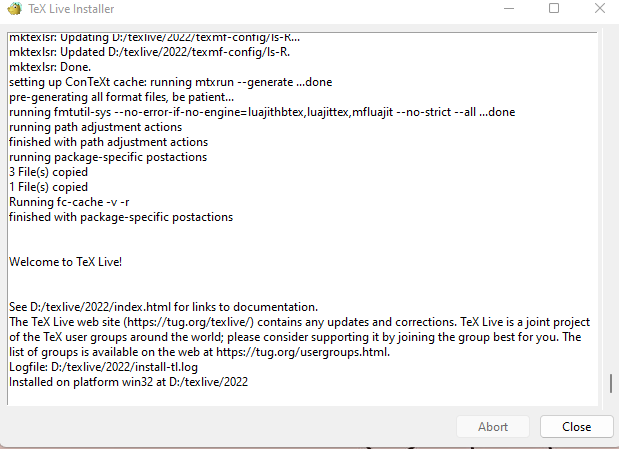 TeX Live Installer
mktexlsr: Updating D:/texlive/2022/texmf-config/ls-R...
mktexlsr: Updated D:/texlive/2022/texmf-config/ls-R.
mktexlsr: Done.
setting up ConTeXt cache: running mtxrun --generate ...done
pre-generating all format files, be patient...
running fmtutil-sys --no-error-if-no-engine=luajithbtex,luajittex,mfluajit --no-strict --all ...done
running path adjustment actions
finished with path adjustment actions
running package-specific postactions
3 File(s) copied
1 File(s) copied
Running fc-cache -v -r
finished with package-specific postactions
Welcome to TeX Live!
See D:/texlive/2022/index.html for links to documentation.
The TeX Live web site (https://tug.org/texlive/) contains any updates and corrections. TeX Live is a joint project
of the TeX user groups around the world; please consider supporting it by joining the group best for you. The
list of groups is available on the web at https://tug.org/usergroups.html.
Logfile: D:/texlive/2022/install-tl.log
Installed on platform win32 at D:/texlive/2022
Abort
Close